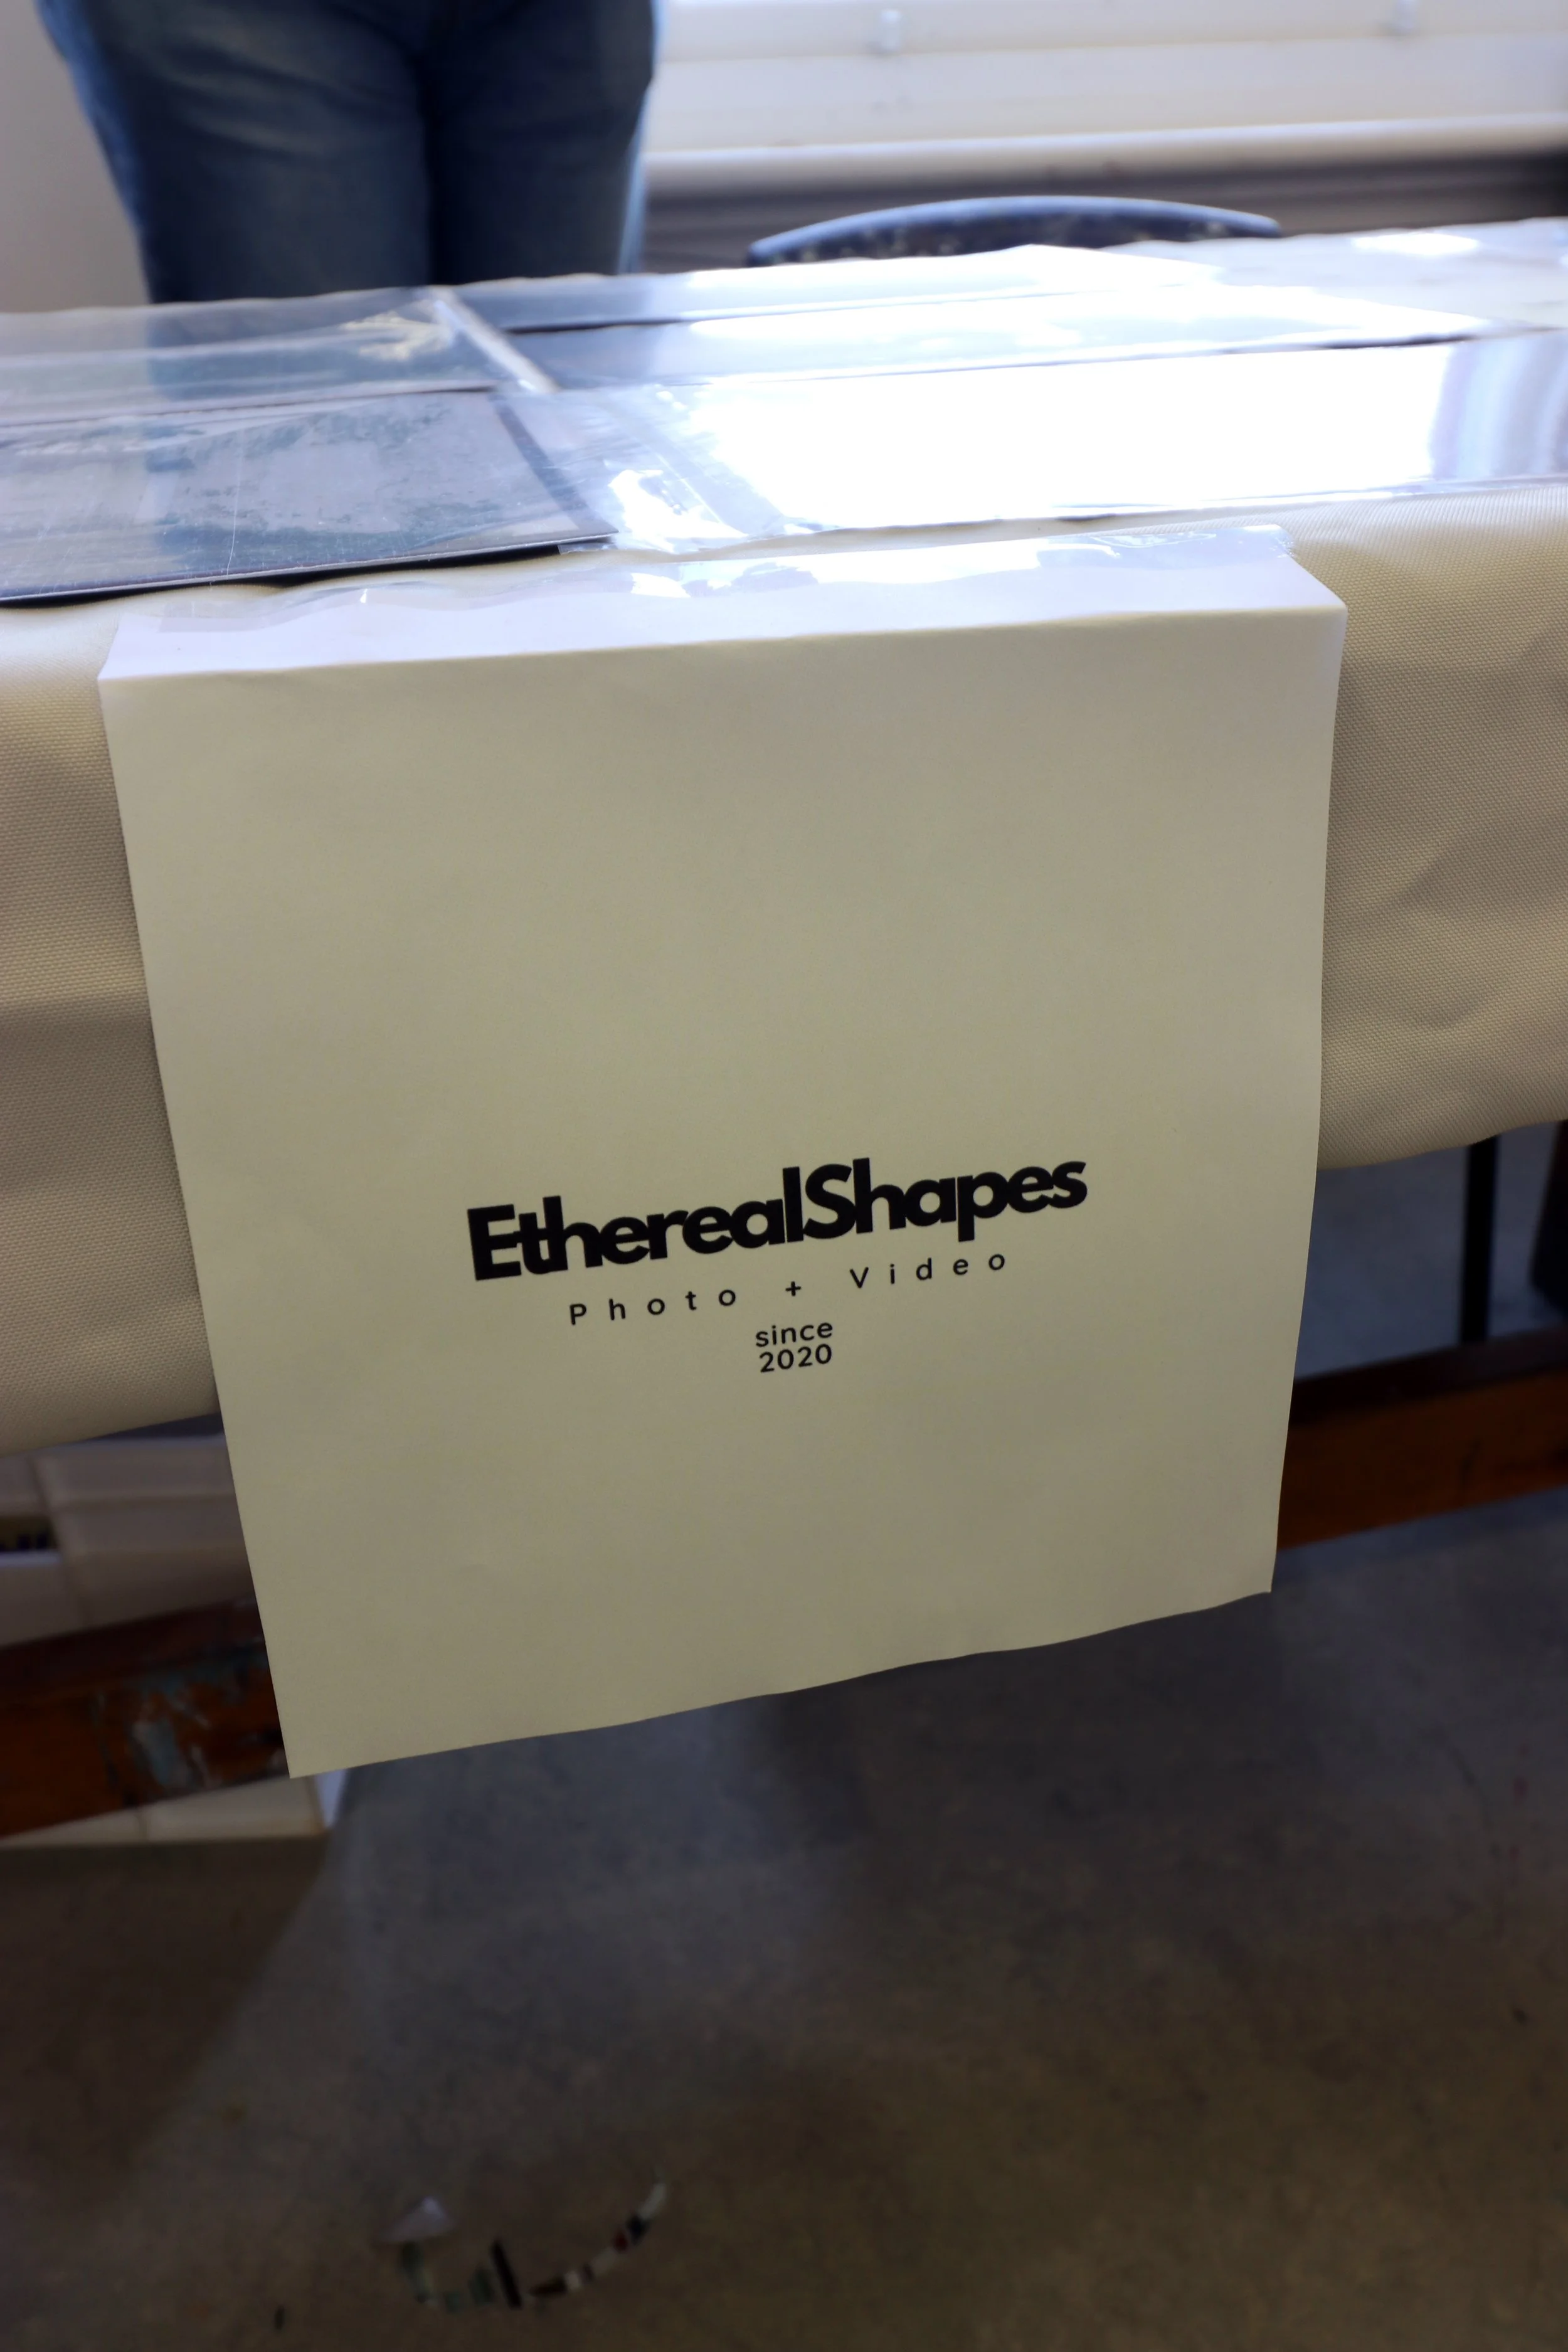 EtherealShapes
Photo + Video
since
2020